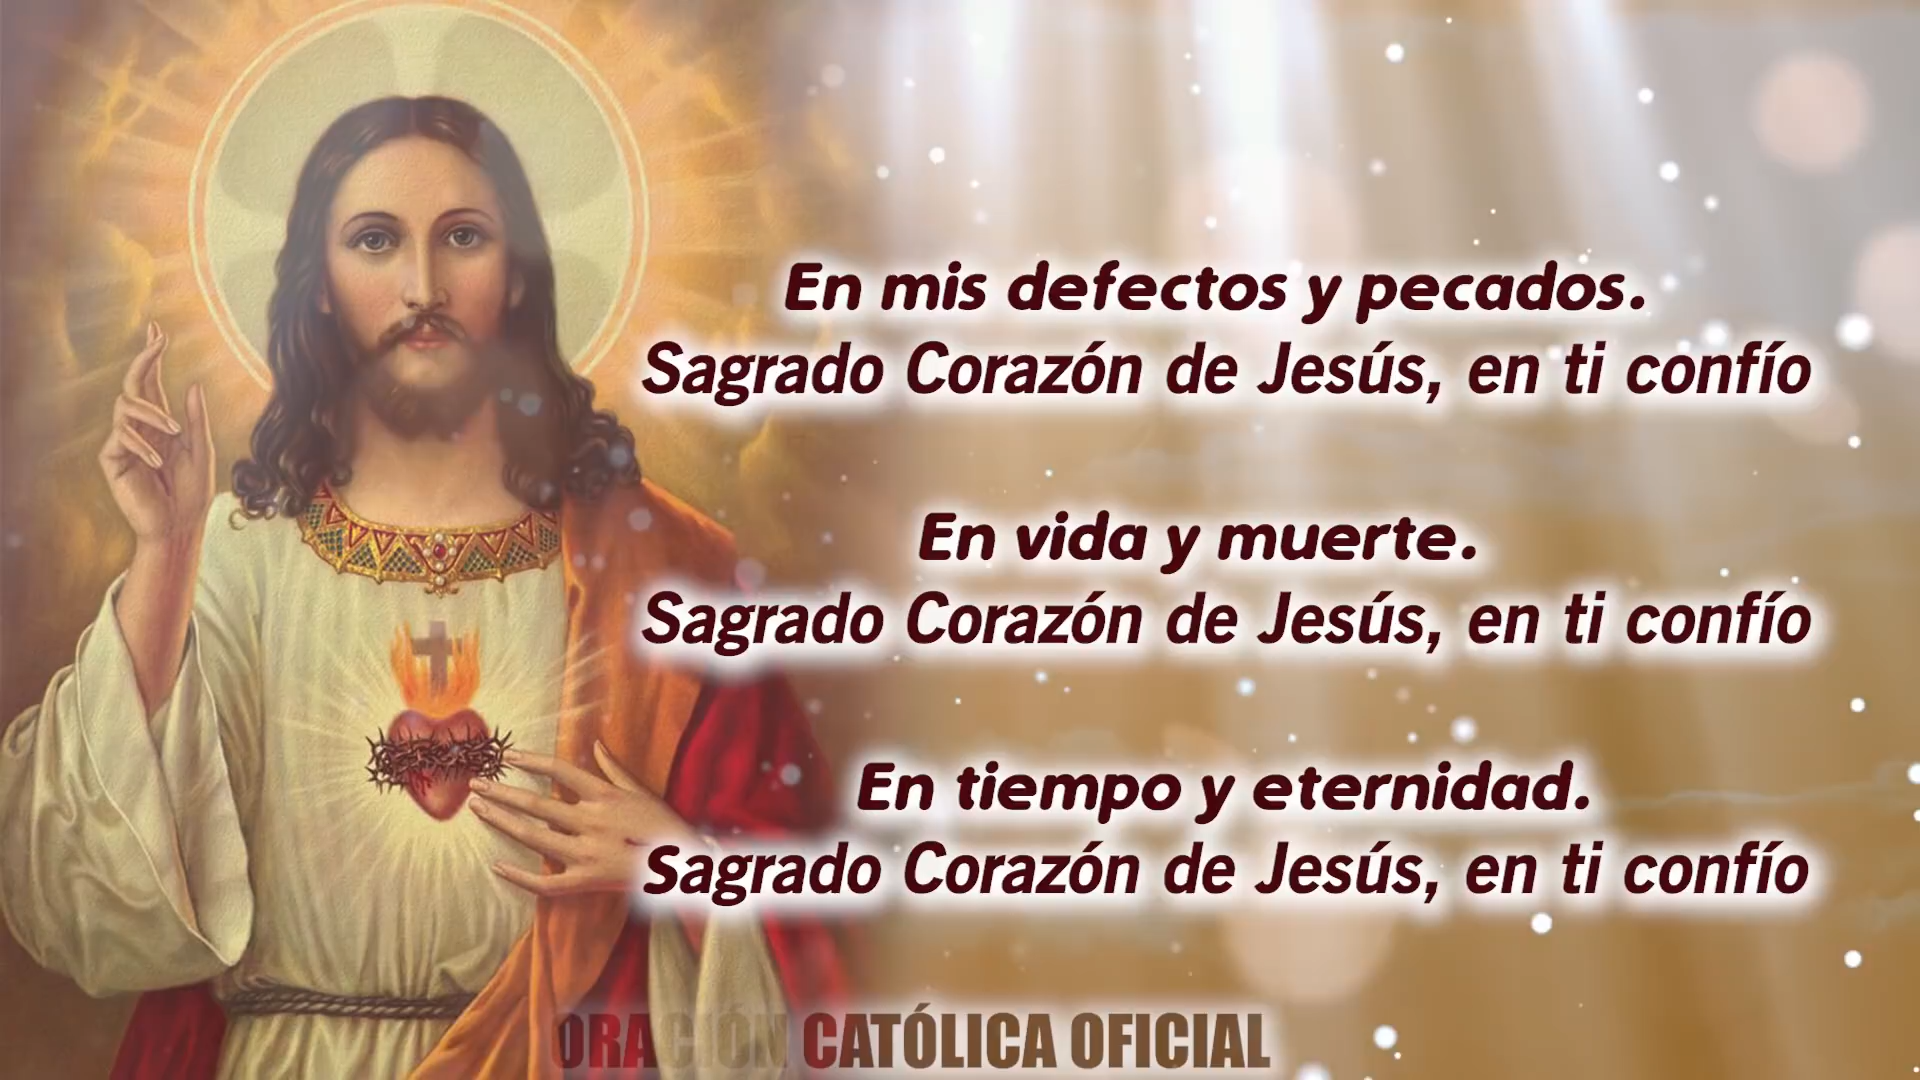 En mis defectos y pecados.
Sagrado Corazón de Jesús, en ti confío
En vida y muerte.
Sagrado Corazón de Jesús, en ti confío
En tiempo y eternidad.
Sagrado Corazón de Jesús, en ti confío
ORACIÓN CATÓLICA OFICIAL